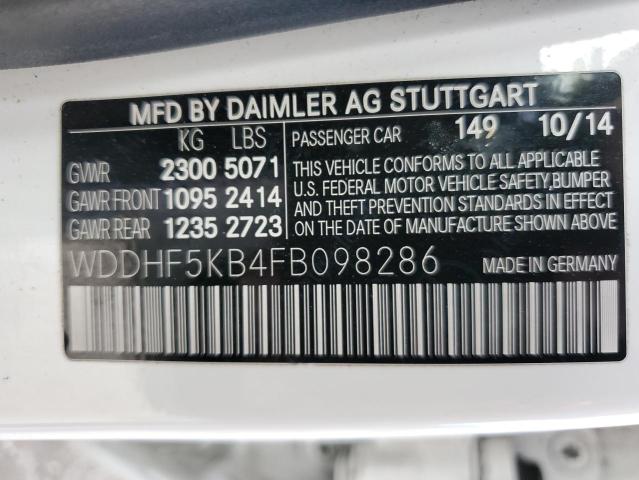 MFD BY DAIMLER AG STUTTGART
KG LBS PASSENGER CAR 149 10/14
GVWR 2300 5071 THIS VEHICLE CONFORMS TO ALL APPLICABLE
U.S. FEDERAL MOTOR VEHICLE SAFETY,BUMPER
GAWR FRONT 1095 2414 AND THEFT PREVENTION STANDARDS IN EFFECT
GAWR REAR 1235 2723 ON THE DATE OF MANUFACTURE SHOWN ABOVE.
WDDHF5KB4FB098286 MADE IN GERMANY